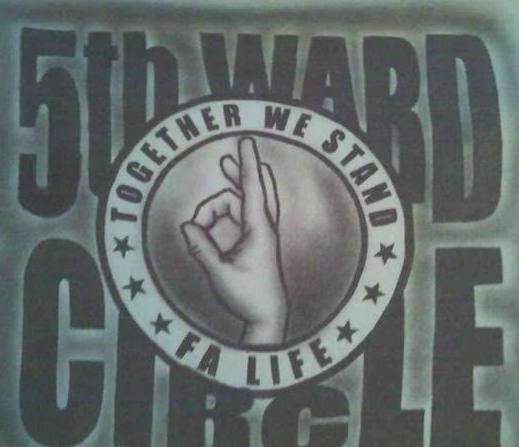 5th WARD
TOGETHER WE STAND
FA LIFE
CIRCLE